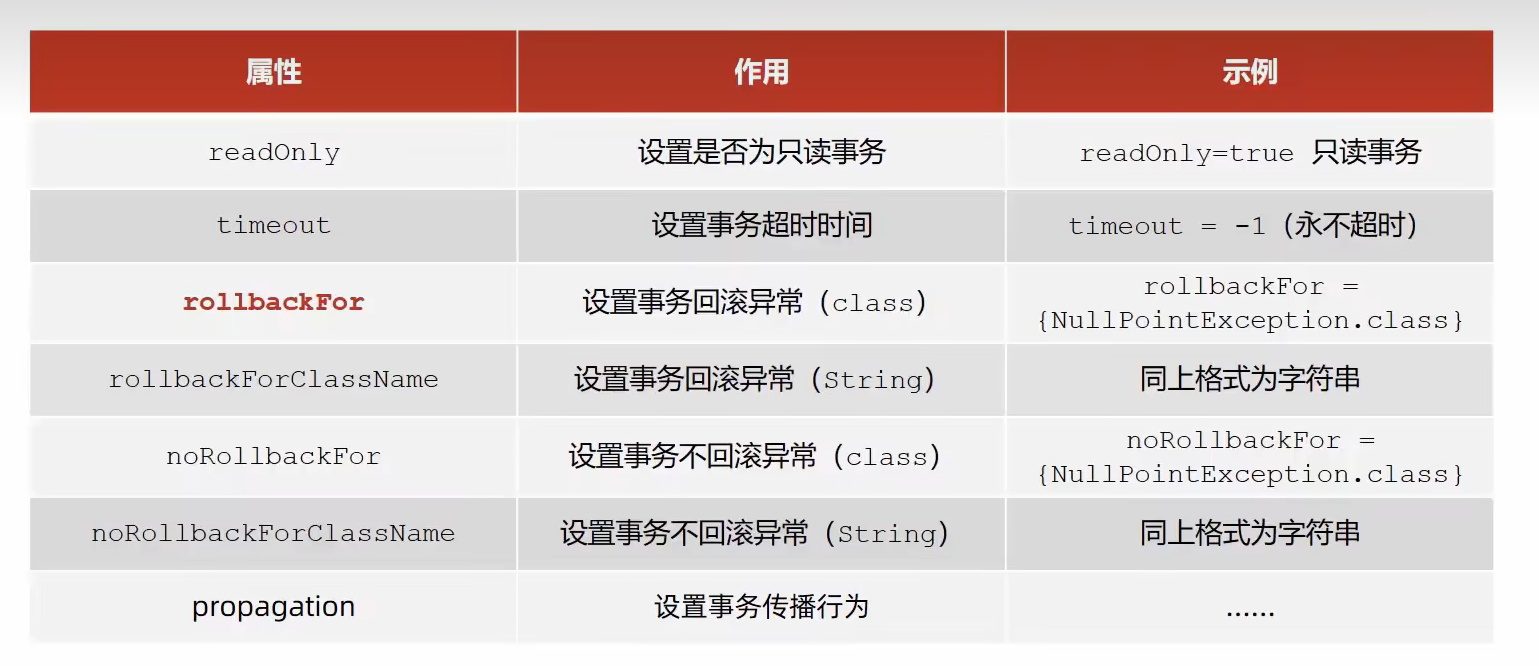 属性
作用
示例
readOnly
设置是否为只读事务
readOnly=true 只读事务
timeout
设置事务超时时间
timeout = -1（永不超时）
rollbackFor
设置事务回滚异常（class）
rollbackFor =
{NullPointException.class}
rollbackForClassName
设置事务回滚异常（String）
同上格式为字符串
noRollbackFor
设置事务不回滚异常（class）
noRollbackFor =
{NullPointException.class}
noRollbackForClassName
设置事务不回滚异常（String）
同上格式为字符串
propagation
设置事务传播行为
……